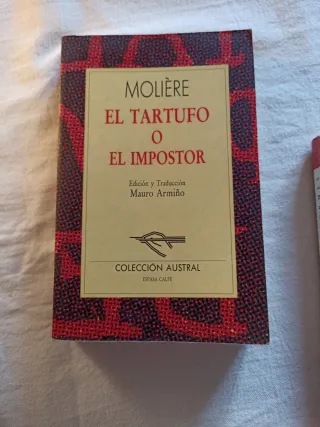 MOLIÈRE
EL TARTUFO
O
EL IMPOSTOR
Edición y Traducción
Mauro Armiño
COLECCIÓN AUSTRAL
ESPASA CALPE